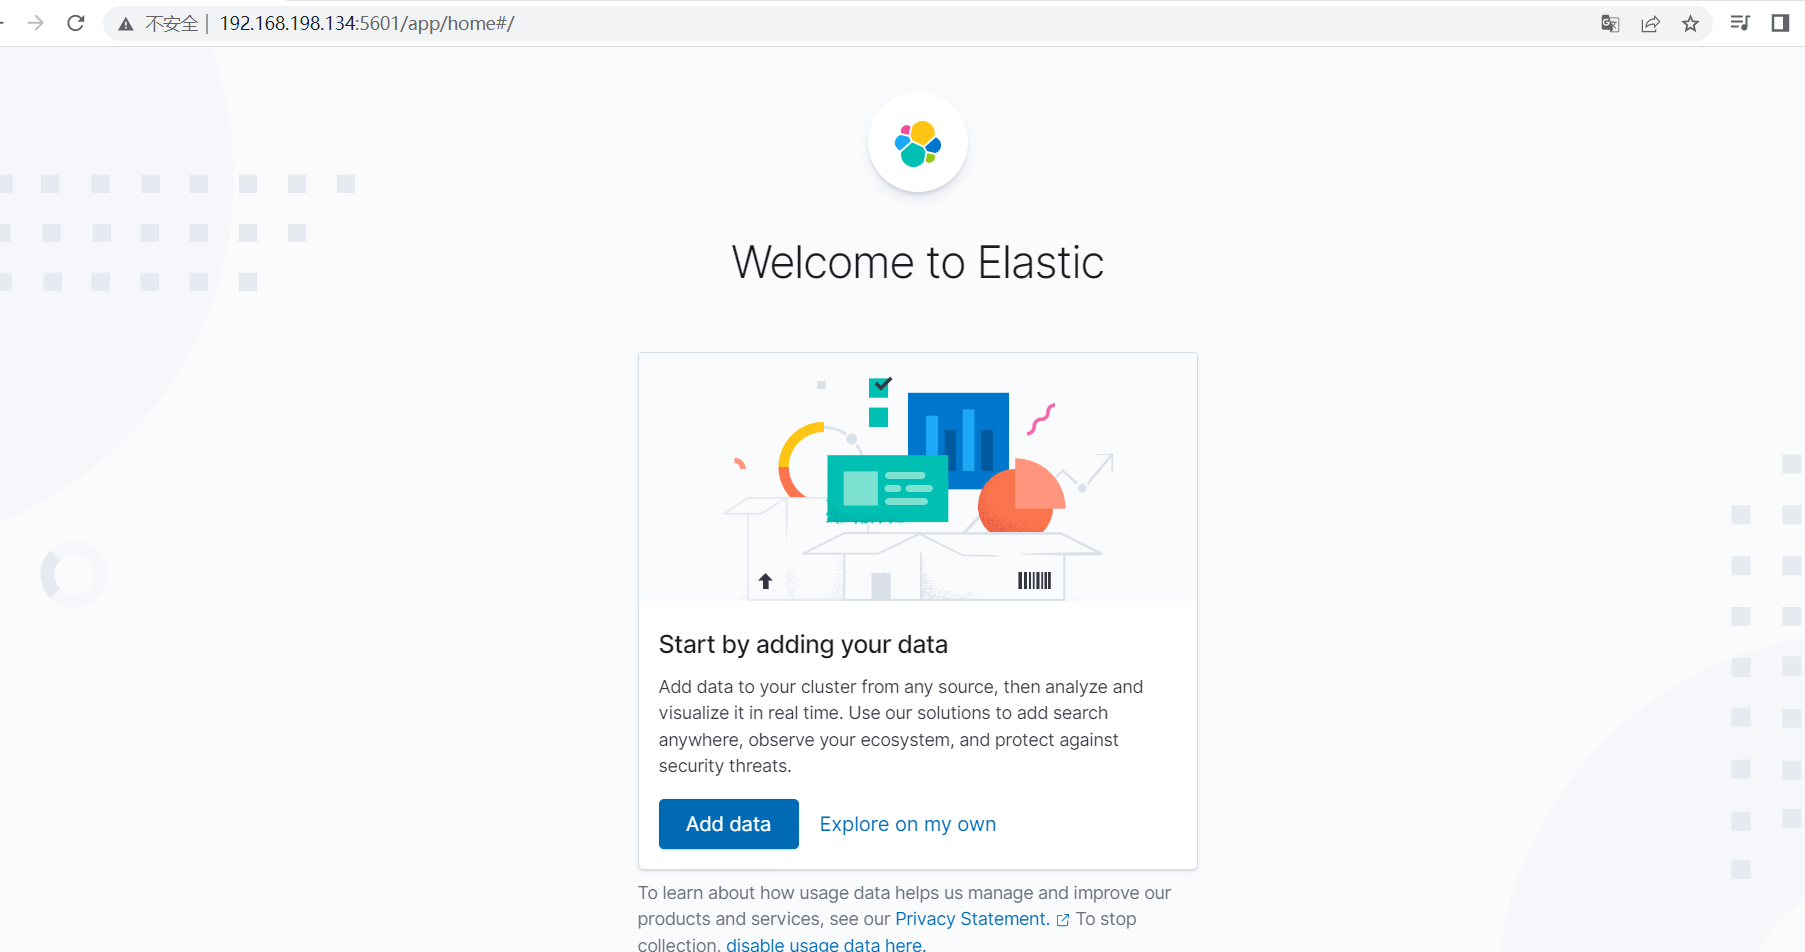 不安全 | 192.168.198.134:5601/app/home#/
Welcome to Elastic
Start by adding your data
Add data to your cluster from any source, then analyze and
visualize it in real time. Use our solutions to add search
anywhere, observe your ecosystem, and protect against
security threats.
Add data
Explore on my own
To learn about how usage data helps us manage and improve our
products and services, see our Privacy Statement. To stop
collection, disable usage data here.